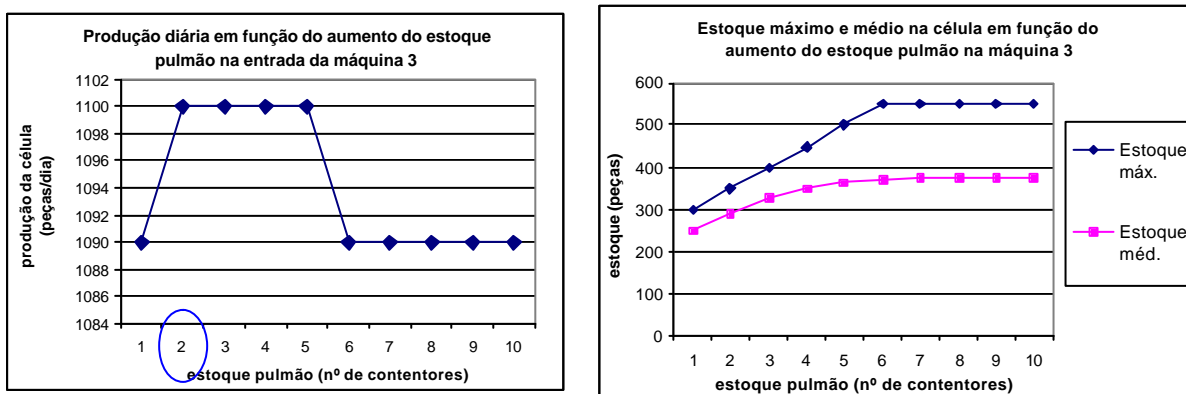 Produção diária em função do aumento do estoque
pulmão na entrada da máquina 3
produção da célula
(peças/dia)
1102
1100
1098
1096
1094
1092
1090
1088
1086
1084
1 2 3 4 5 6 7 8 9 10
estoque pulmão (nº de contentores)
Estoque máximo e médio na célula em função do
aumento do estoque pulmão na máquina 3
estoque (peças)
600
500
400
300
200
100
0
1 2 3 4 5 6 7 8 9 10
estoque pulmão (nº de contentores)
Estoque
máx.
Estoque
méd.